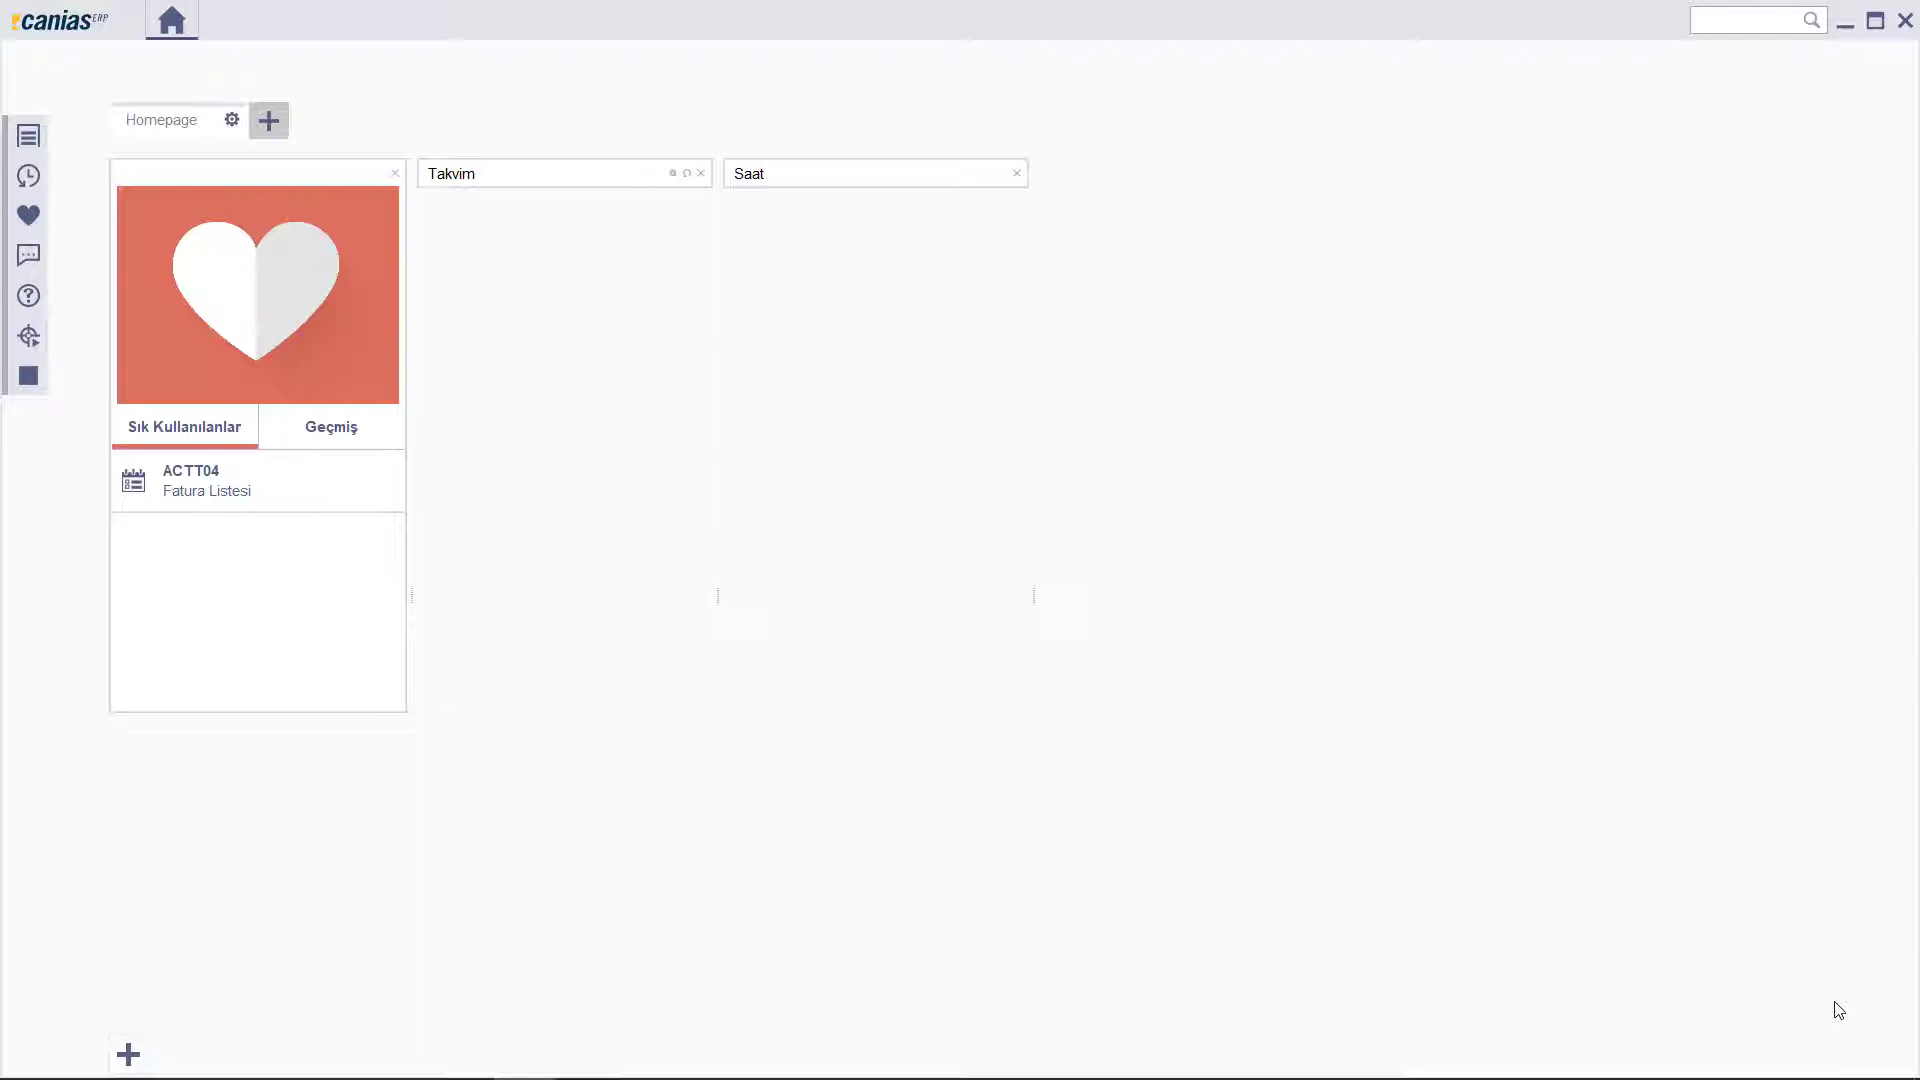 canias ERP
Homepage
Takvim
Saat
Sık Kullanılanlar
Geçmiş
ACTT04
Fatura Listesi